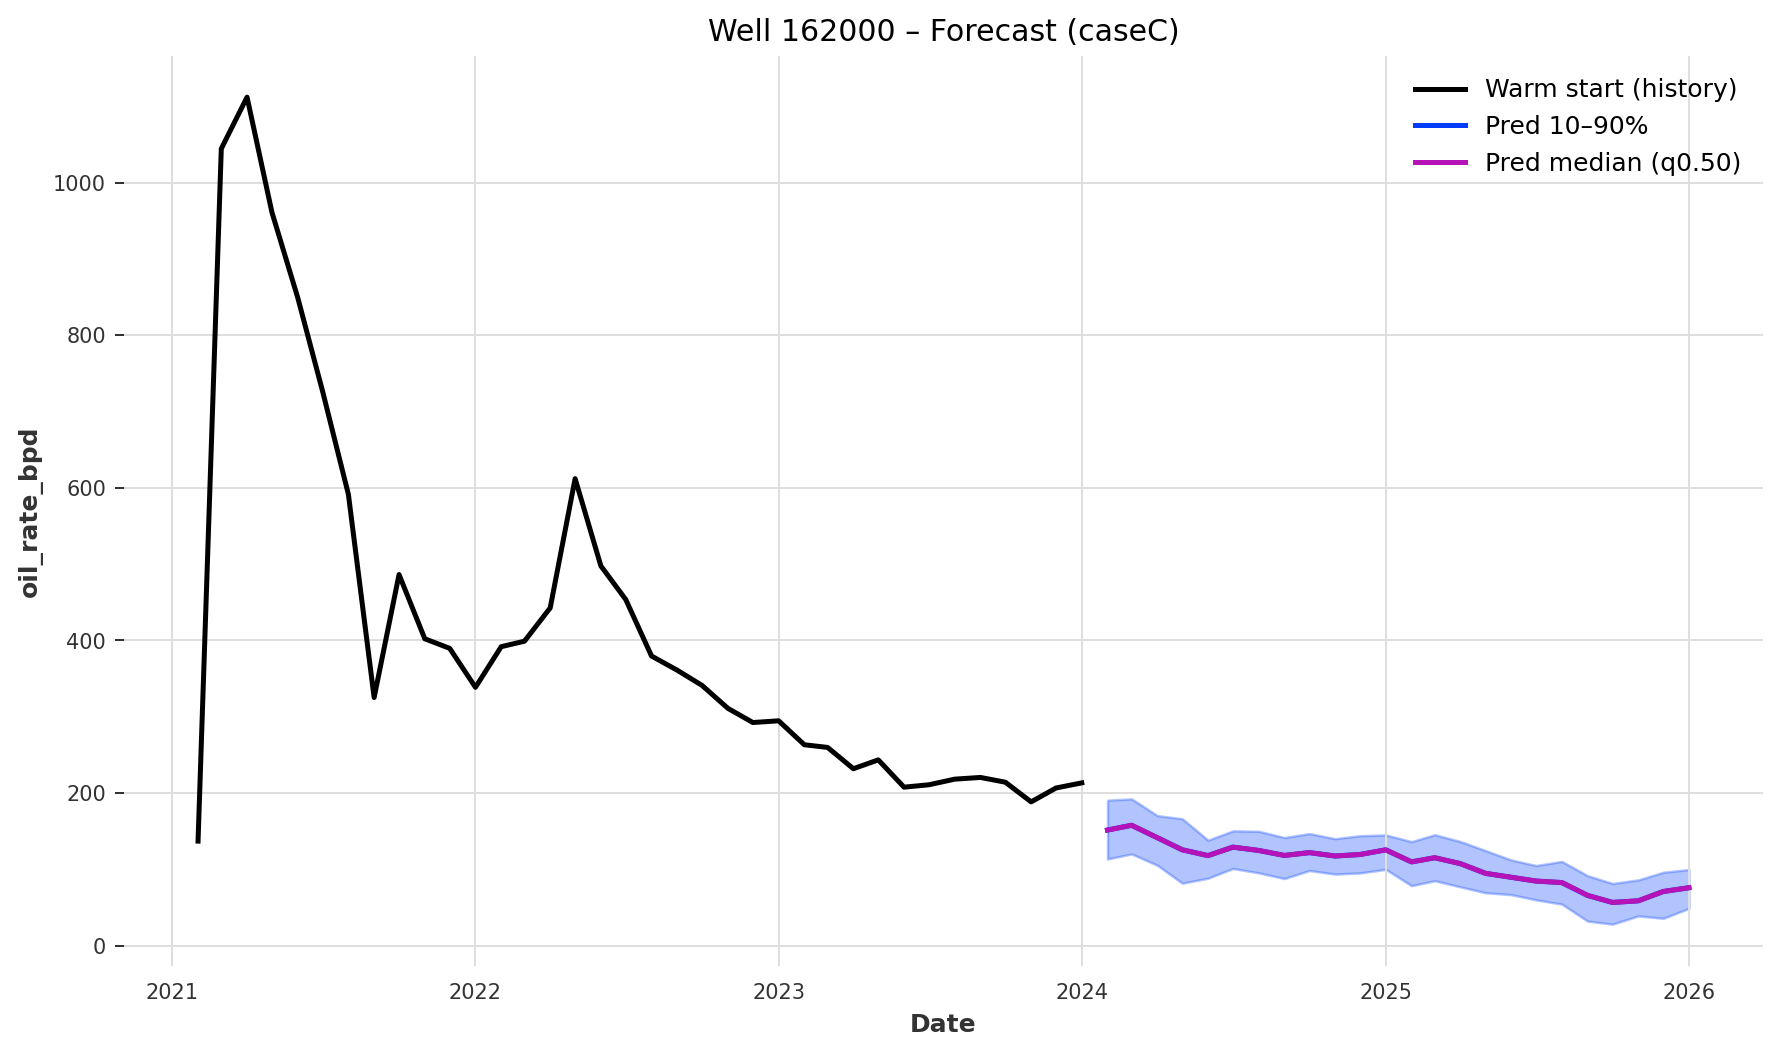 Well 162000 – Forecast (caseC)
Warm start (history)
Pred 10–90%
Pred median (q0.50)
oil_rate_bpd
1000
800
600
400
200
0
2021
2022
2023
2024
2025
2026
Date